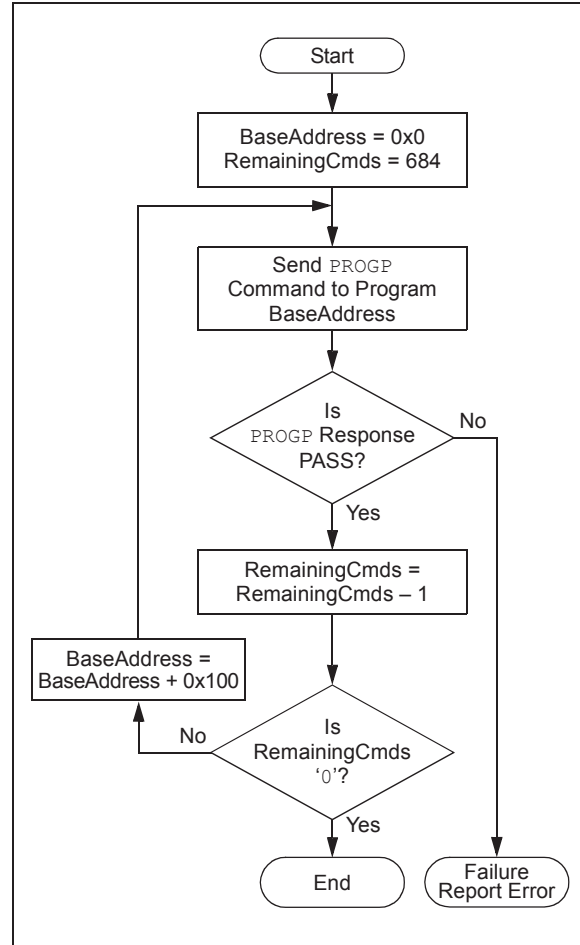 Start
BaseAddress = 0x0
RemainingCmds = 684
Send PROGP
Command to Program
BaseAddress
Is
PROGP Response
PASS?
No
Yes
RemainingCmds =
RemainingCmds – 1
BaseAddress =
BaseAddress + 0x100
No
Is
RemainingCmds
‘0’?
Yes
End
Failure
Report Error